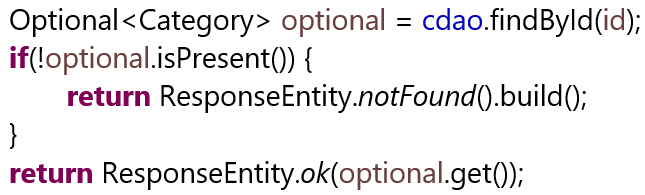 Optional<Category> optional = cdao.findById(id);
if(!optional.isPresent()) {
return ResponseEntity.notFound().build();
}
return ResponseEntity.ok(optional.get());